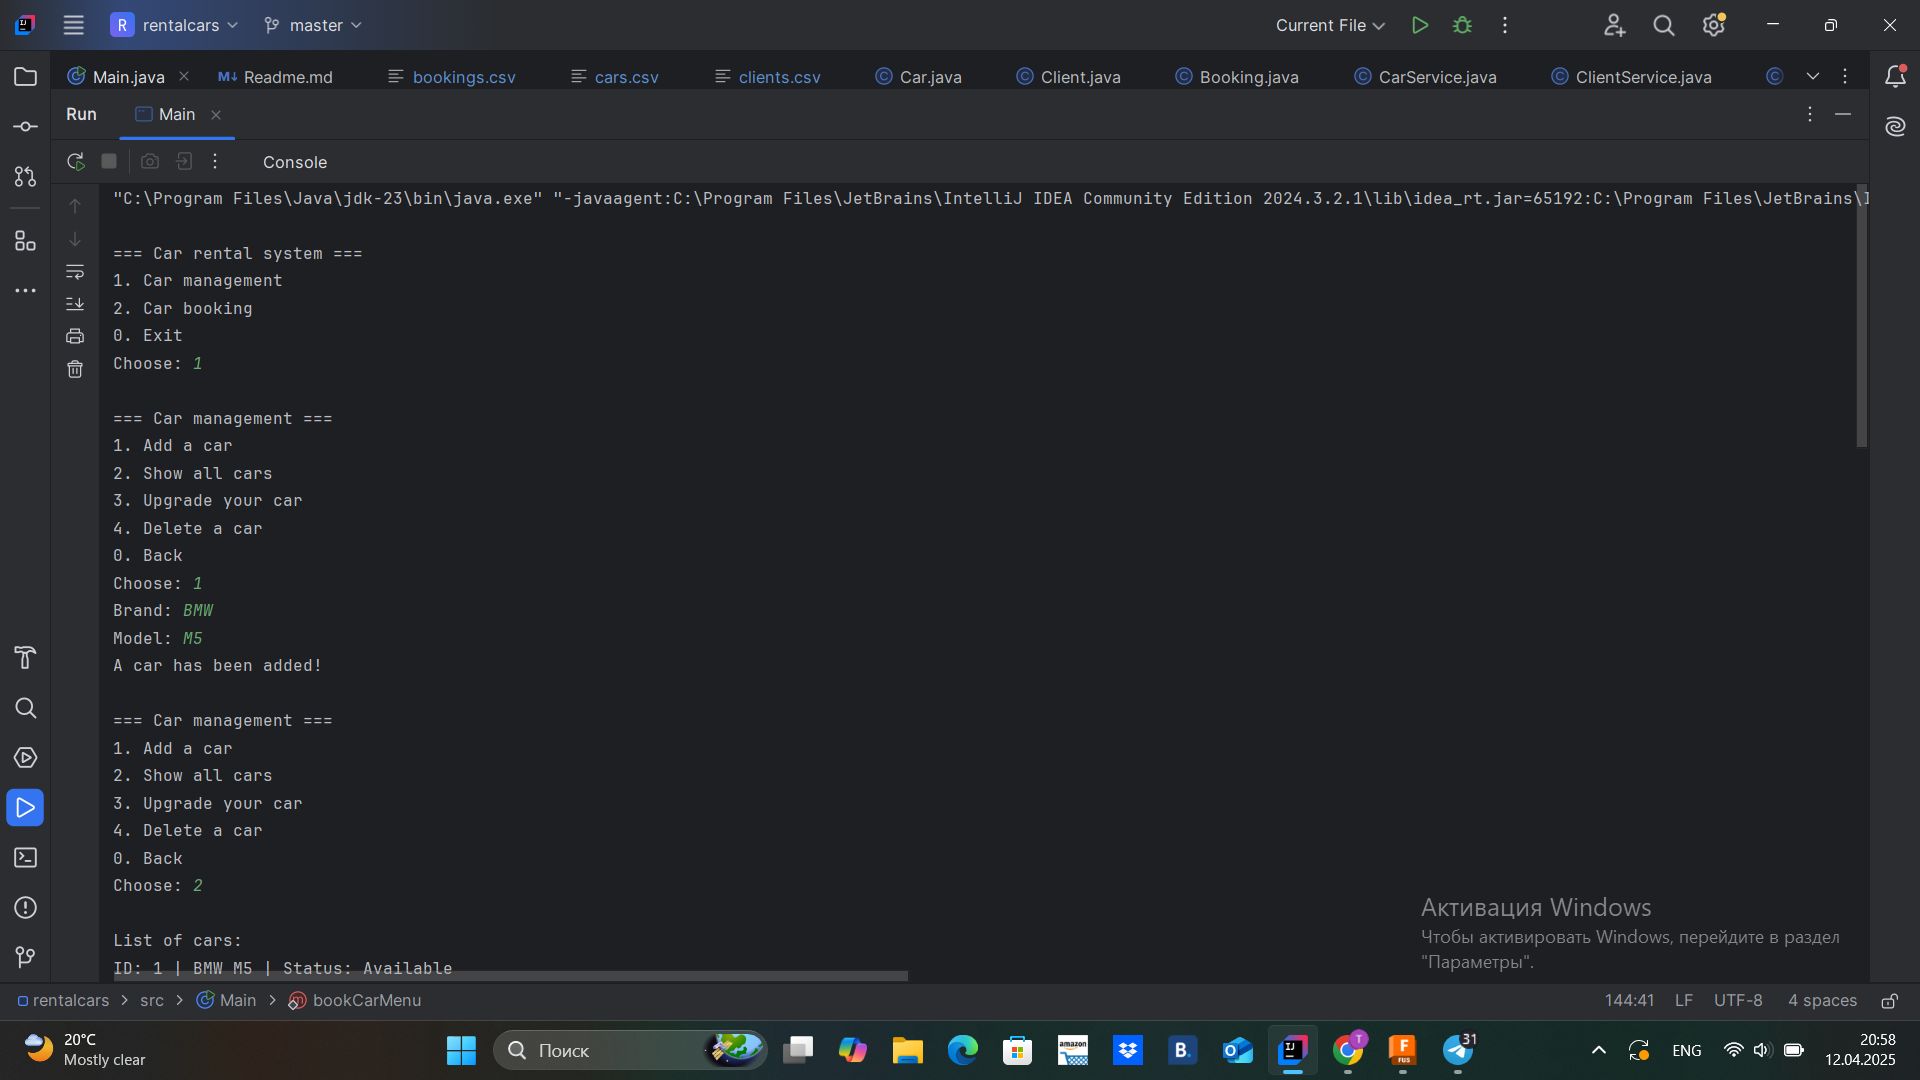 R rentalcars master Current File
Main.java Readme.md bookings.csv cars.csv clients.csv Car.java Client.java Booking.java CarService.java ClientService.java
Run Main
Console
"C:\Program Files\Java\jdk-23\bin\java.exe" "-javaagent:C:\Program Files\JetBrains\IntelliJ IDEA Community Edition 2024.3.2.1\lib\idea_rt.jar=65192:C:\Program Files\JetBrains\I
=== Car rental system ===
1. Car management
2. Car booking
0. Exit
Choose: 1
=== Car management ===
1. Add a car
2. Show all cars
3. Upgrade your car
4. Delete a car
0. Back
Choose: 1
Brand: BMW
Model: M5
A car has been added!
=== Car management ===
1. Add a car
2. Show all cars
3. Upgrade your car
4. Delete a car
0. Back
Choose: 2
List of cars:
ID: 1 | BMW M5 | Status: Available
Активация Windows
Чтобы активировать Windows, перейдите в раздел
"Параметры".
rentalcars > src > Main > bookCarMenu 144:41 LF UTF-8 4 spaces
20°C
Mostly clear
Поиск
amazon
B.
T
31
ENG
20:58
12.04.2025